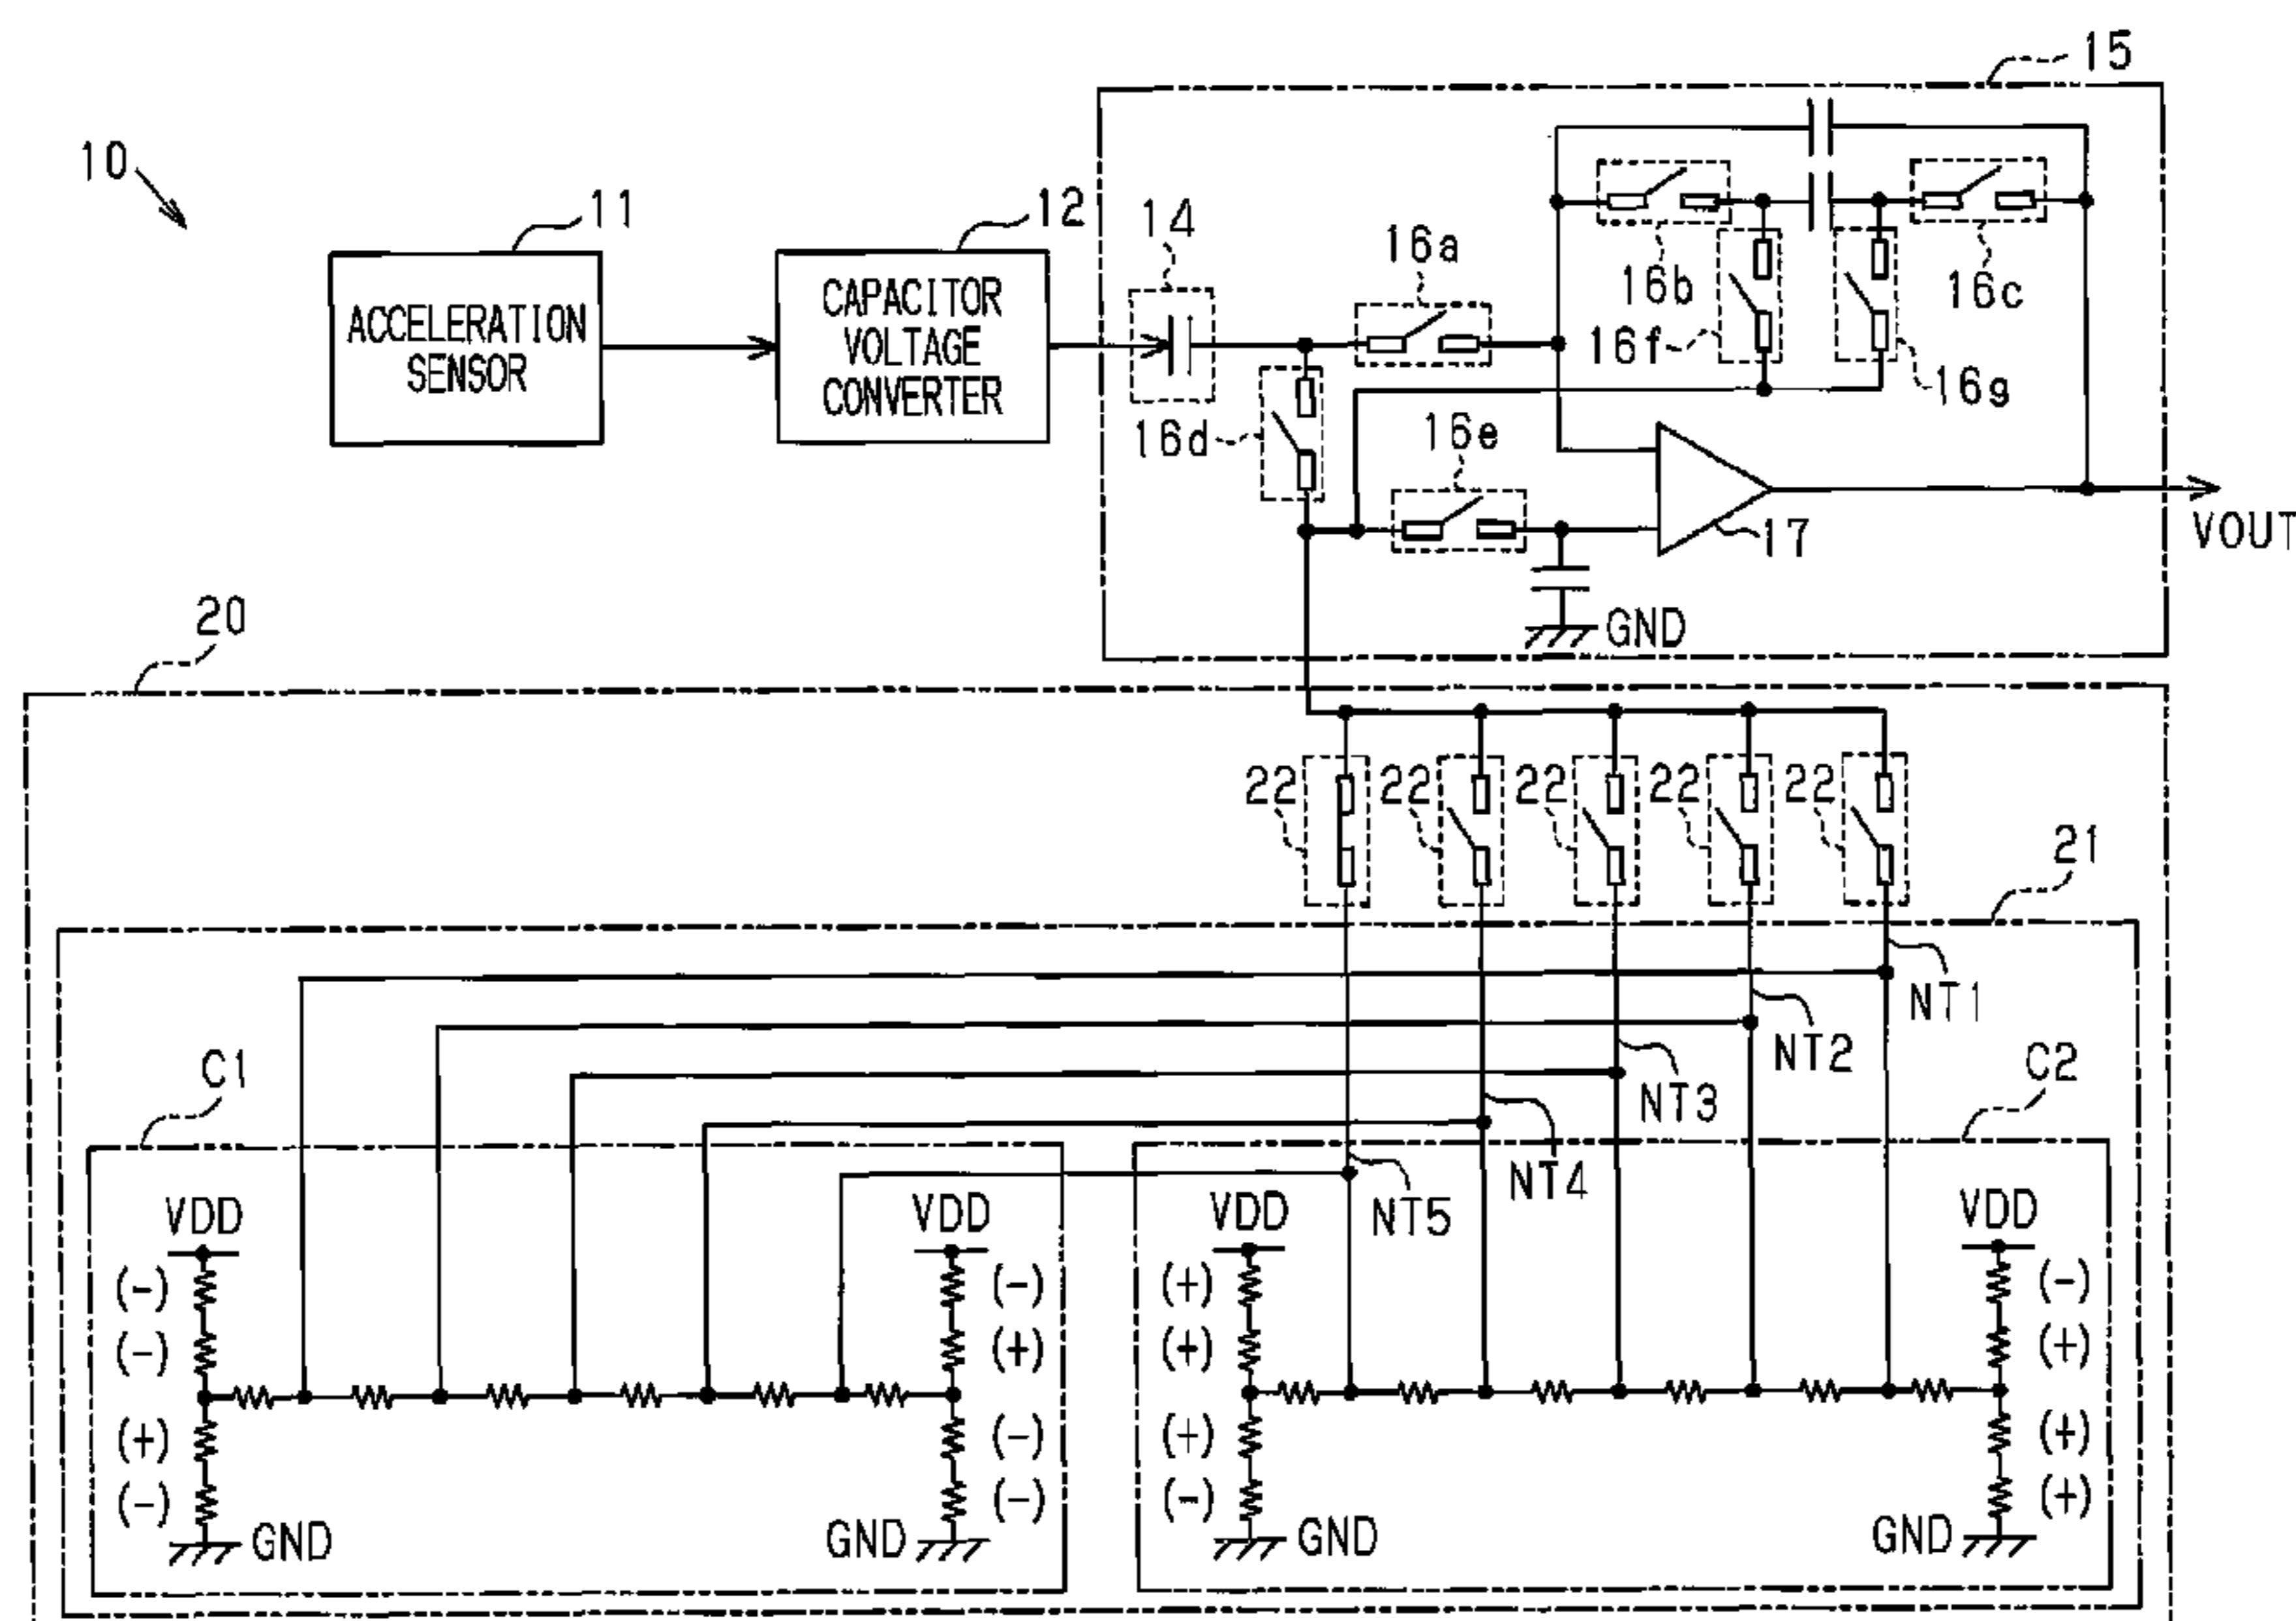 15
10
11
12
14
16a
16b
16c
16f
16g
ACCELERATION
SENSOR
CAPACITOR
VOLTAGE
CONVERTER
16d
16e
17
VOUT
GND
20
22
22
22
22
22
21
NT1
NT2
NT3
NT4
NT5
C1
C2
VDD
VDD
VDD
VDD
(-)
(-)
(+)
(-)
(-)
(+)
(-)
(-)
(+)
(+)
(+)
(-)
(-)
(+)
(+)
(+)
GND
GND
GND
GND